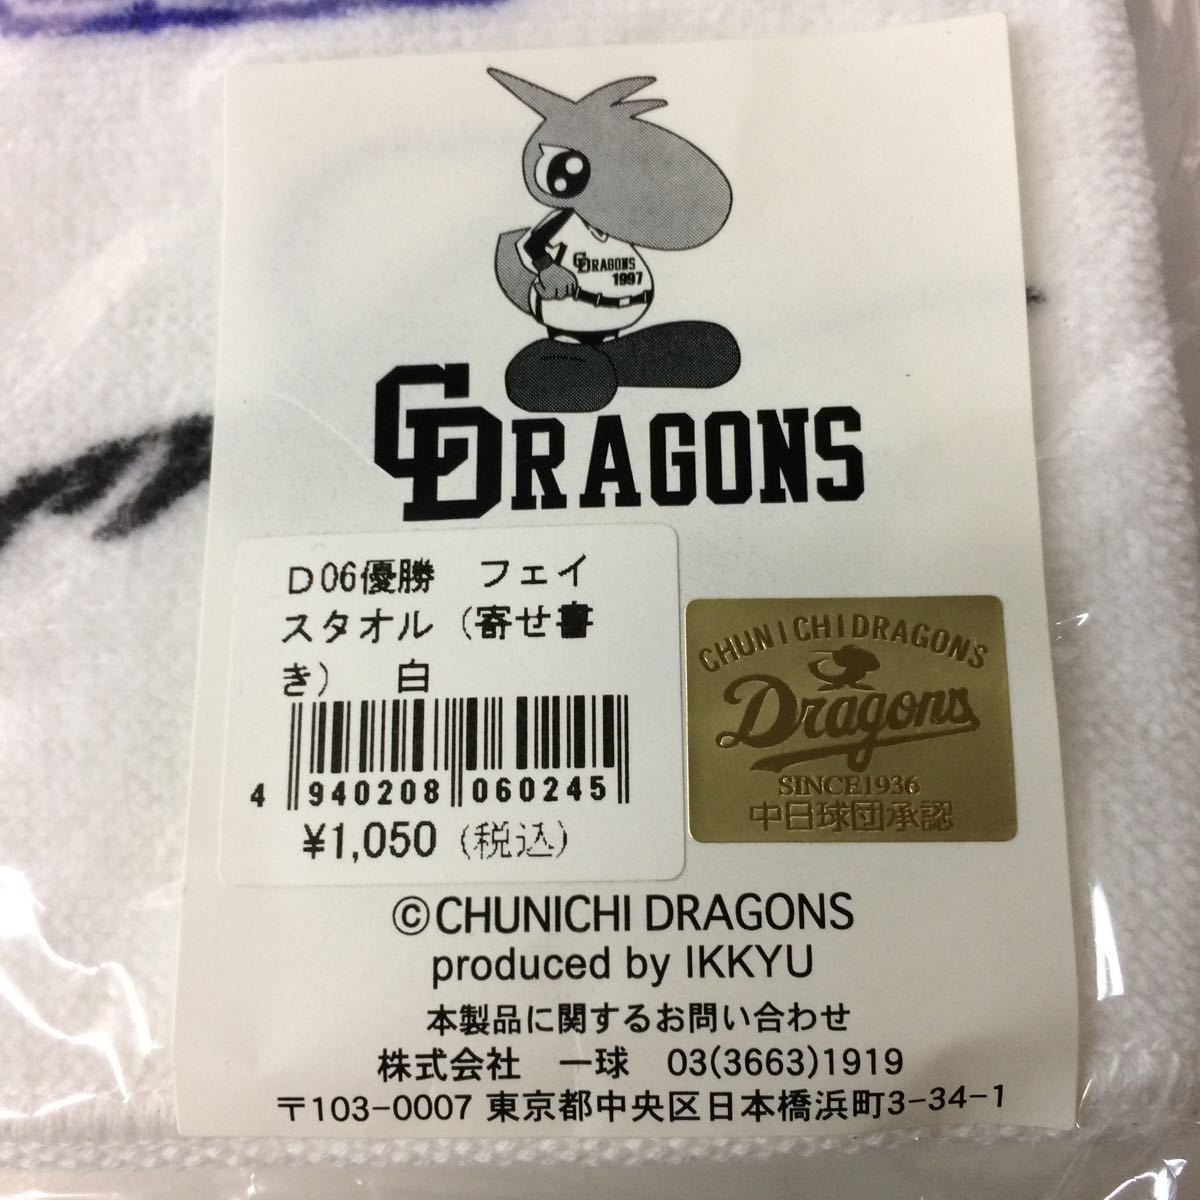 CDRAGONS
1997
CDRAGONS
D06優勝　フェイ
スタオル（寄せ書
き）　白
4 940208 060245
¥1,050 (税込)
CHUNICHIDRAGONS
Dragons
SINCE1936
中日球団承認
©CHUNICHI DRAGONS
produced by IKKYU
本製品に関するお問い合わせ
株式会社　一球　03(3663)1919
〒103-0007 東京都中央区日本橋浜町3-34-1